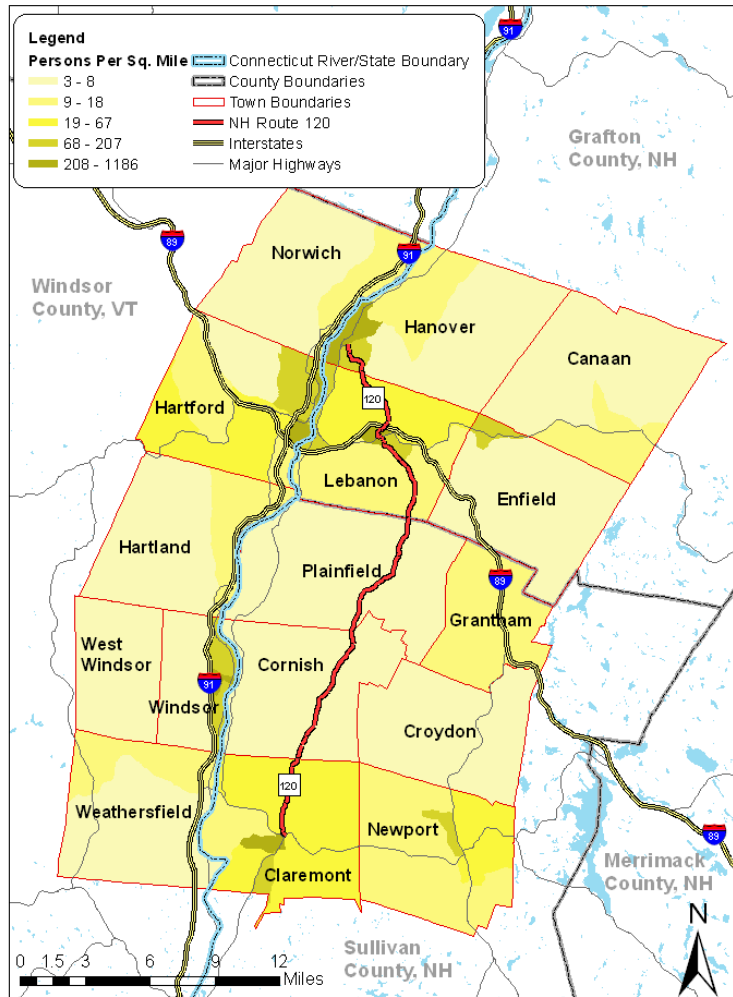 91
Legend
Persons Per Sq. Mile
3 - 8
9 - 18
19 - 67
68 - 207
208 - 1186
Connecticut River/State Boundary
County Boundaries
Town Boundaries
NH Route 120
Interstates
Major Highways
Grafton
County, NH
89
Norwich
91
Windsor
County, VT
Hanover
Canaan
120
Hartford
Lebanon
Enfield
Hartland
Plainfield
89
Grantham
West
Windsor
Cornish
91
Windsor
Croydon
120
Weathersfield
Newport
89
Claremont
Merrimack
County, NH
N
Sullivan
County, NH
0 1.5 3 6 9 12
Miles